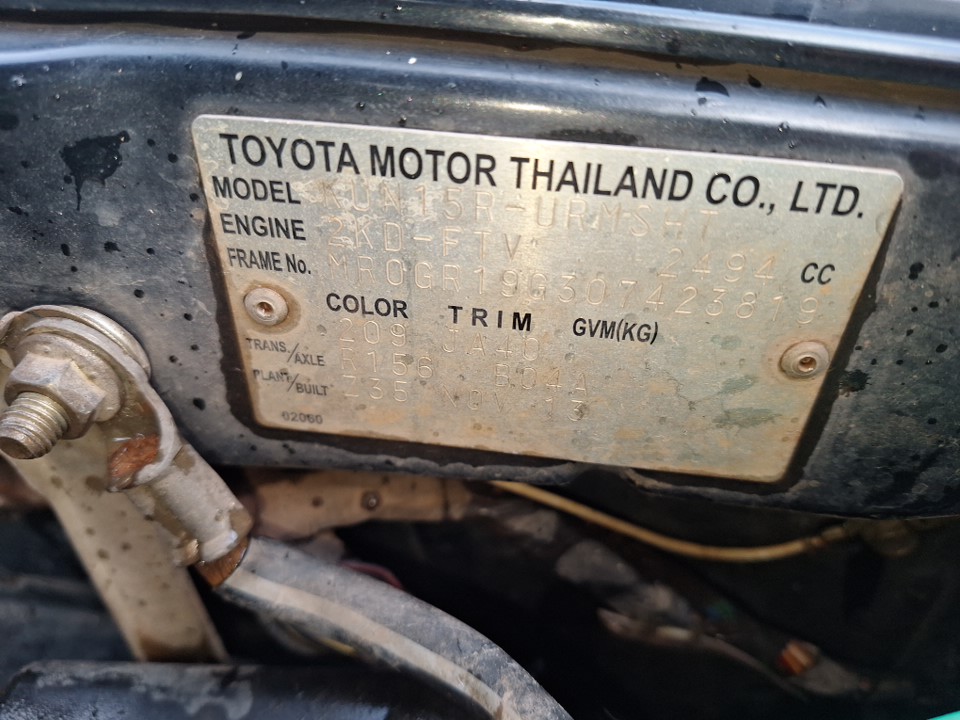 TOYOTA MOTOR THAILAND CO., LTD.
MODEL KUN15R-URMSHT
ENGINE 2KD-FTV 2494 CC
FRAME No. MR0GR19G307423819
COLOR TRIM GVM(KG)
209 JA40
TRANS./AXLE R156 B04A
PLANT/BUILT Z35 NOV 13
02060